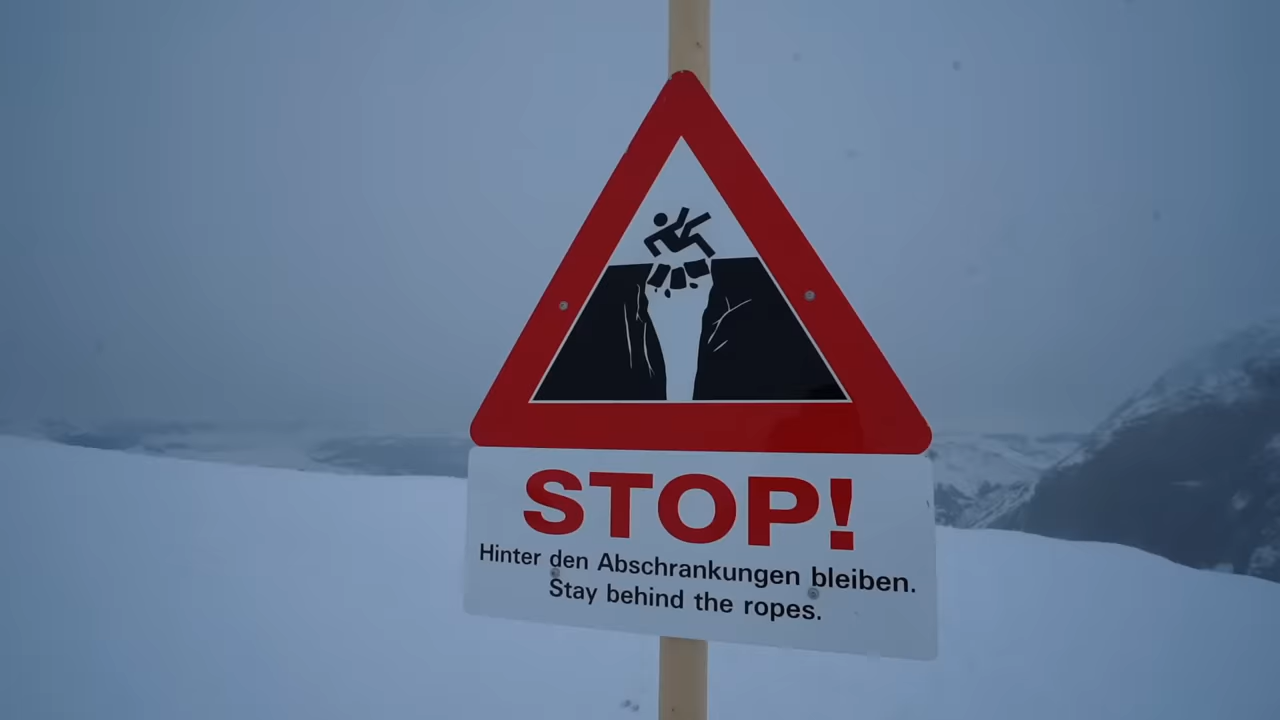 STOP!
Hinter den Abschrankungen bleiben.
Stay behind the ropes.